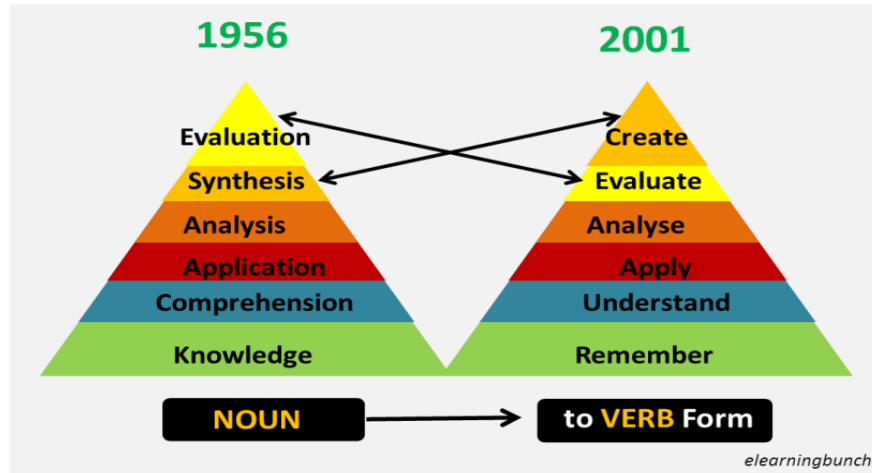 1956
2001
Evaluation
Create
Synthesis
Evaluate
Analysis
Analyse
Application
Apply
Comprehension
Understand
Knowledge
Remember
NOUN
to VERB Form
elearningbunch